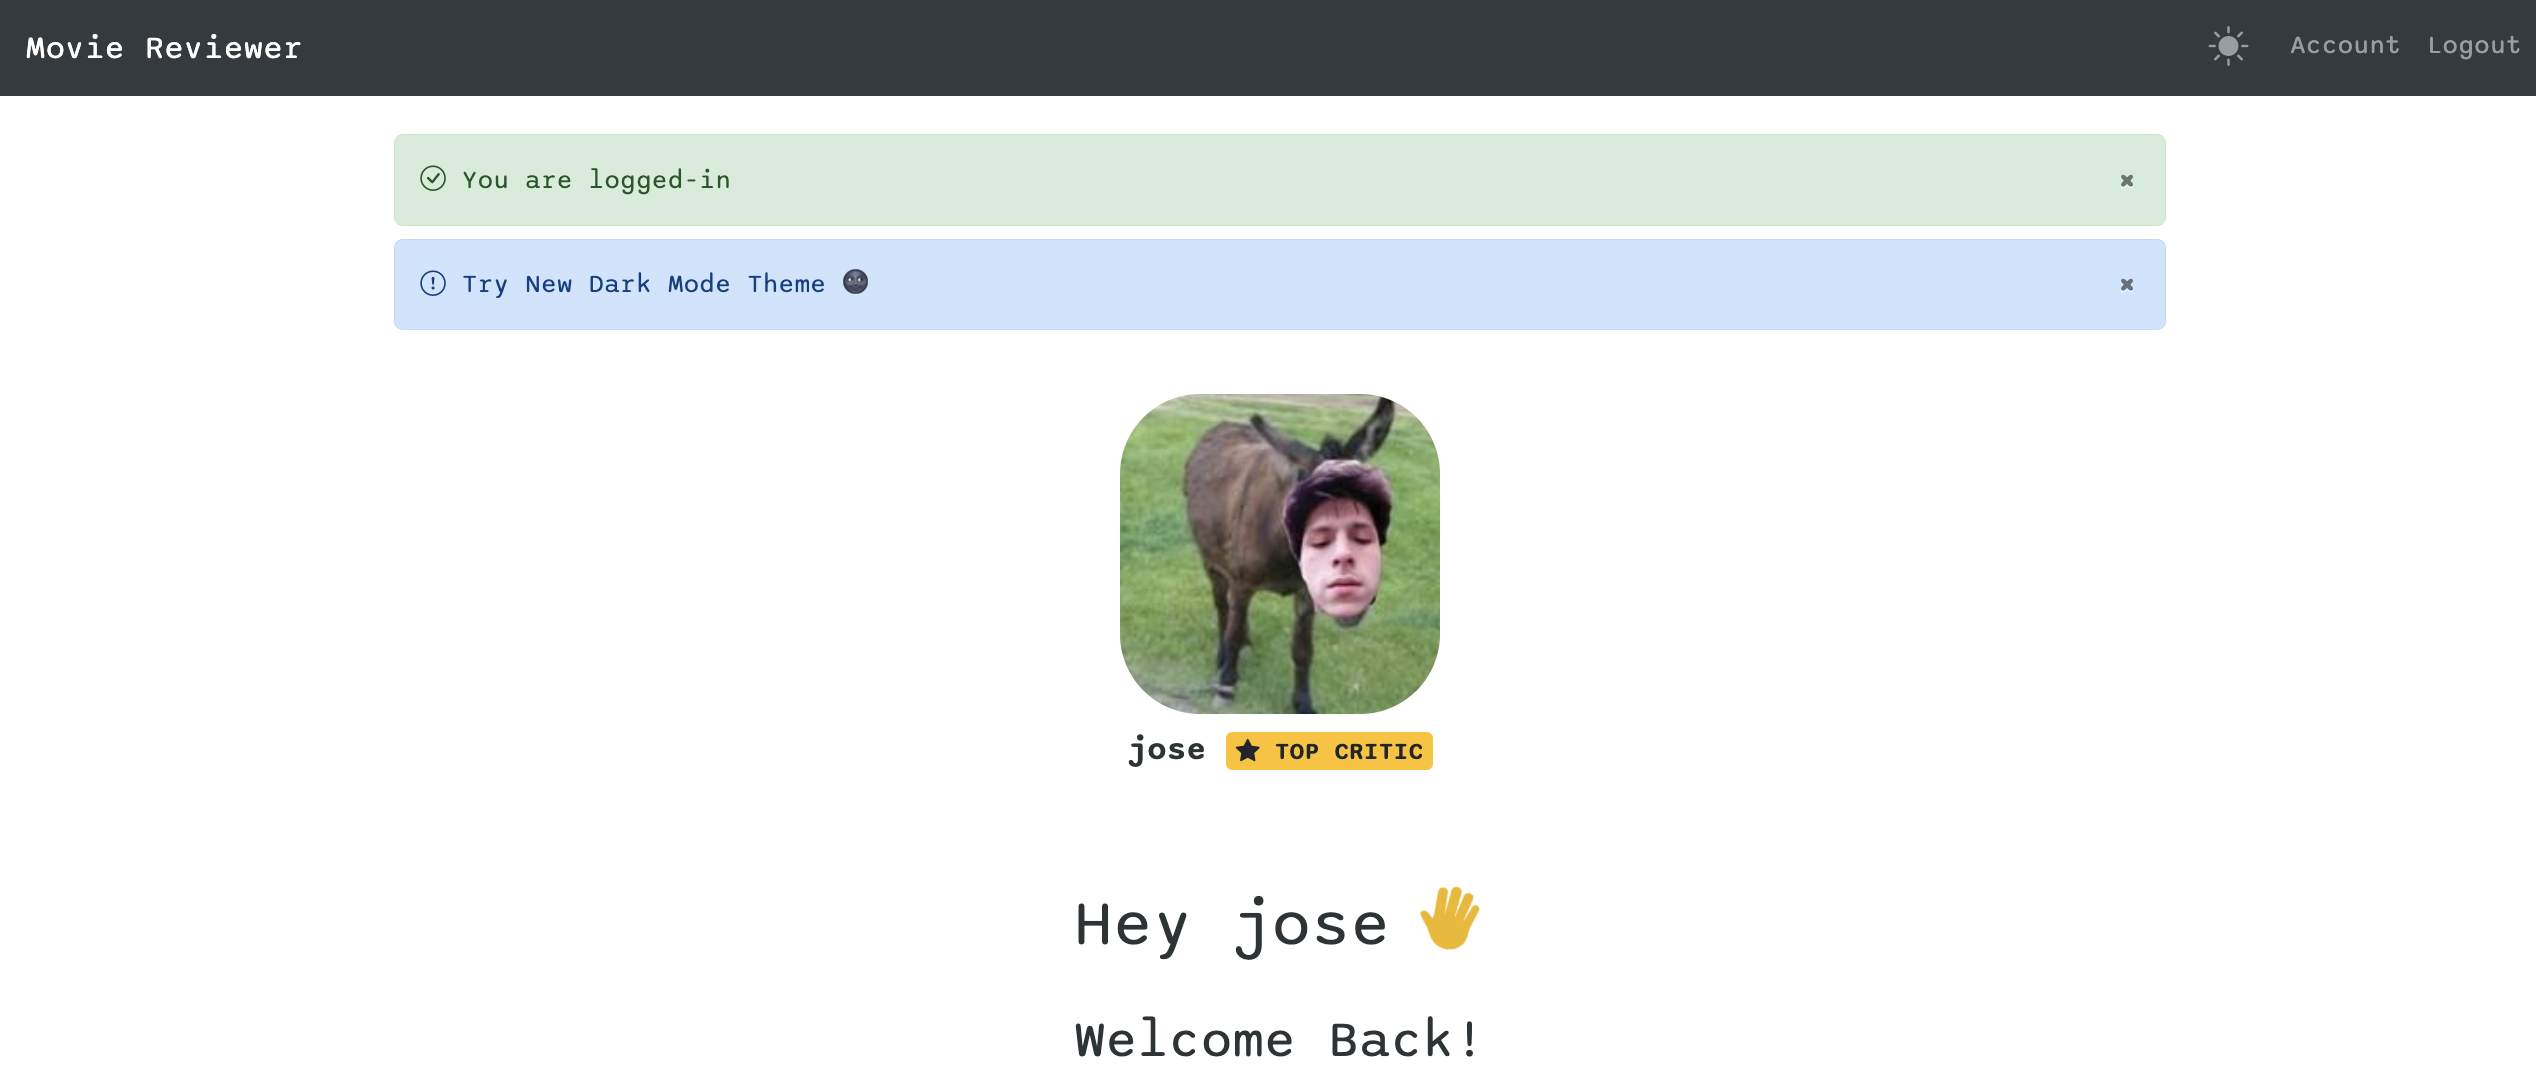 Movie Reviewer
Account Logout
You are logged-in
Try New Dark Mode Theme 🌚
jose ★ TOP CRITIC
Hey jose 👋
Welcome Back!